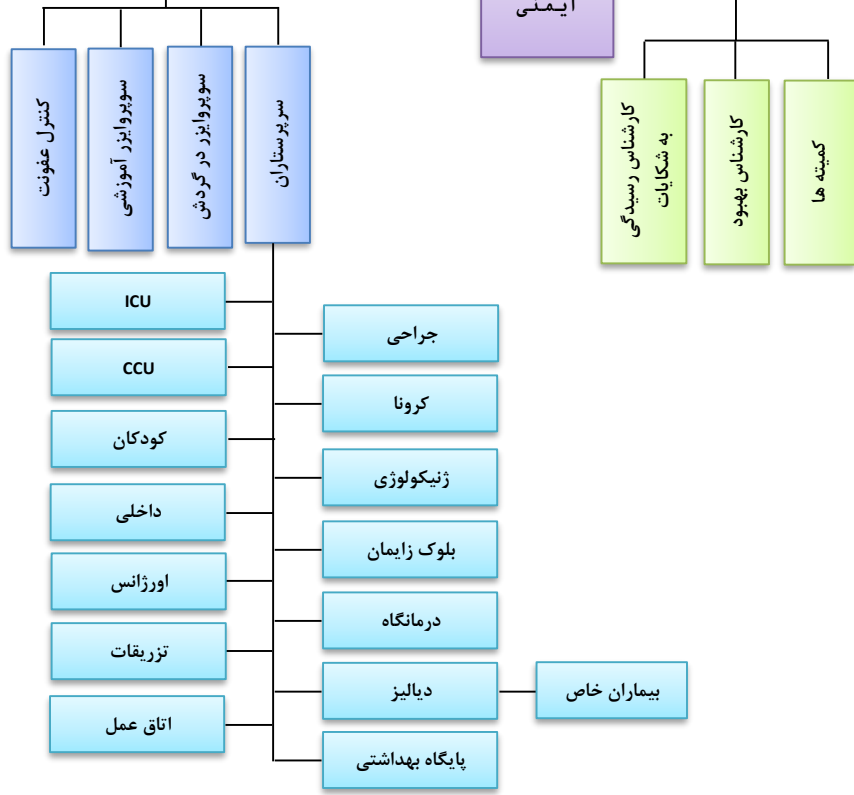 ایمنی
کمیته ها
کارشناس بهبود
کارشناس رسیدگی
به شکایات
سرپرستاران
سوپروایزر در گردش
سوپروایزر آموزشی
کنترل عفونت
جراحی
کرونا
ژنیکولوژی
بلوک زایمان
درمانگاه
بیماران خاص
دیالیز
پایگاه بهداشتی
ICU
CCU
کودکان
داخلی
اورژانس
تزریقات
اتاق عمل